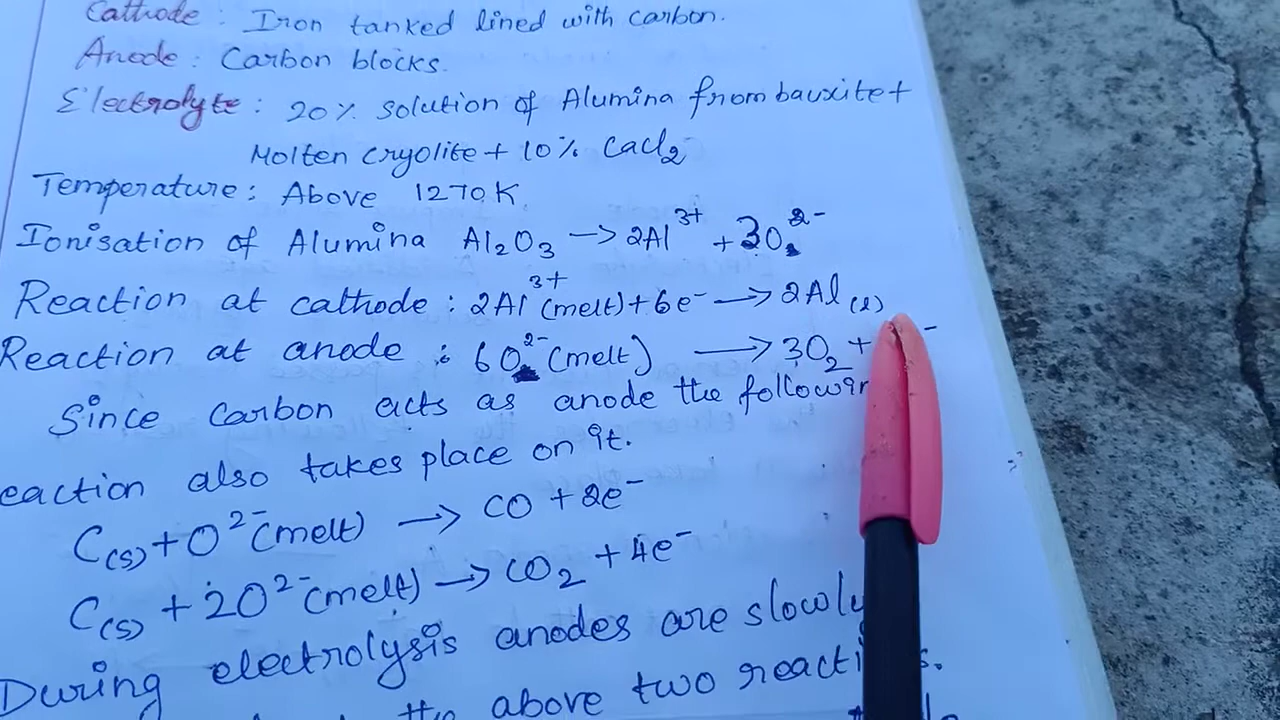 Cathode: Iron tanked lined with carbon.
Anode: Carbon blocks.
Electrolyte: 20% solution of Alumina from bauxite +
Molten cryolite + 10% CaCl₂
Temperature: Above 1270K
Ionisation of Alumina Al₂O₃ → 2Al³⁺ + 3O²⁻
Reaction at cathode: 2Al³⁺(melt) + 6e⁻ → 2Al(l)
Reaction at anode: 6O²⁻(melt) → 3O₂ + ⁻
Since carbon acts as anode the
eaction also takes place on it.
C(s) + O²⁻(melt) → CO + 2e⁻
C(s) + 2O²⁻(melt) → CO₂ + 4e⁻
During electrolysis anodes are
above two